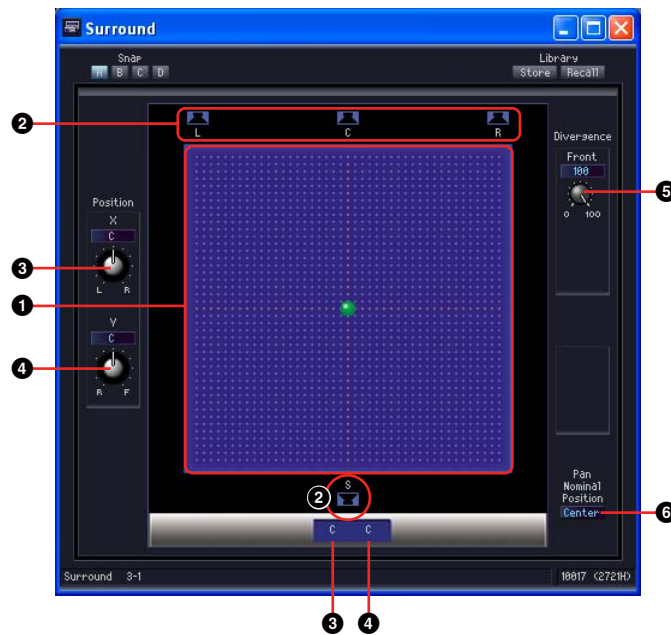 Surround
Snap
A B C D
Library
Store Recall
2
L C R
Divergence
Front
100
5
0 100
Position
X
C
3
L R
1
Y
C
4
R F
2
S
Pan
Nominal
Position
Center
6
C C
Surround 3-1
10017 (2721H)
3 4